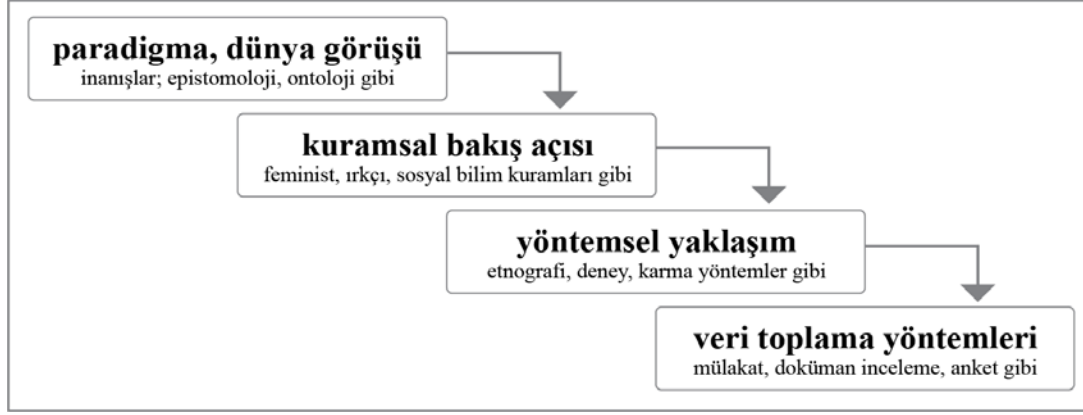 paradigma, dünya görüşü
inanışlar; epistomoloji, ontoloji gibi
kuramsal bakış açısı
feminist, ırkçı, sosyal bilim kuramları gibi
yöntemsel yaklaşım
etnografi, deney, karma yöntemler gibi
veri toplama yöntemleri
mülakat, doküman inceleme, anket gibi